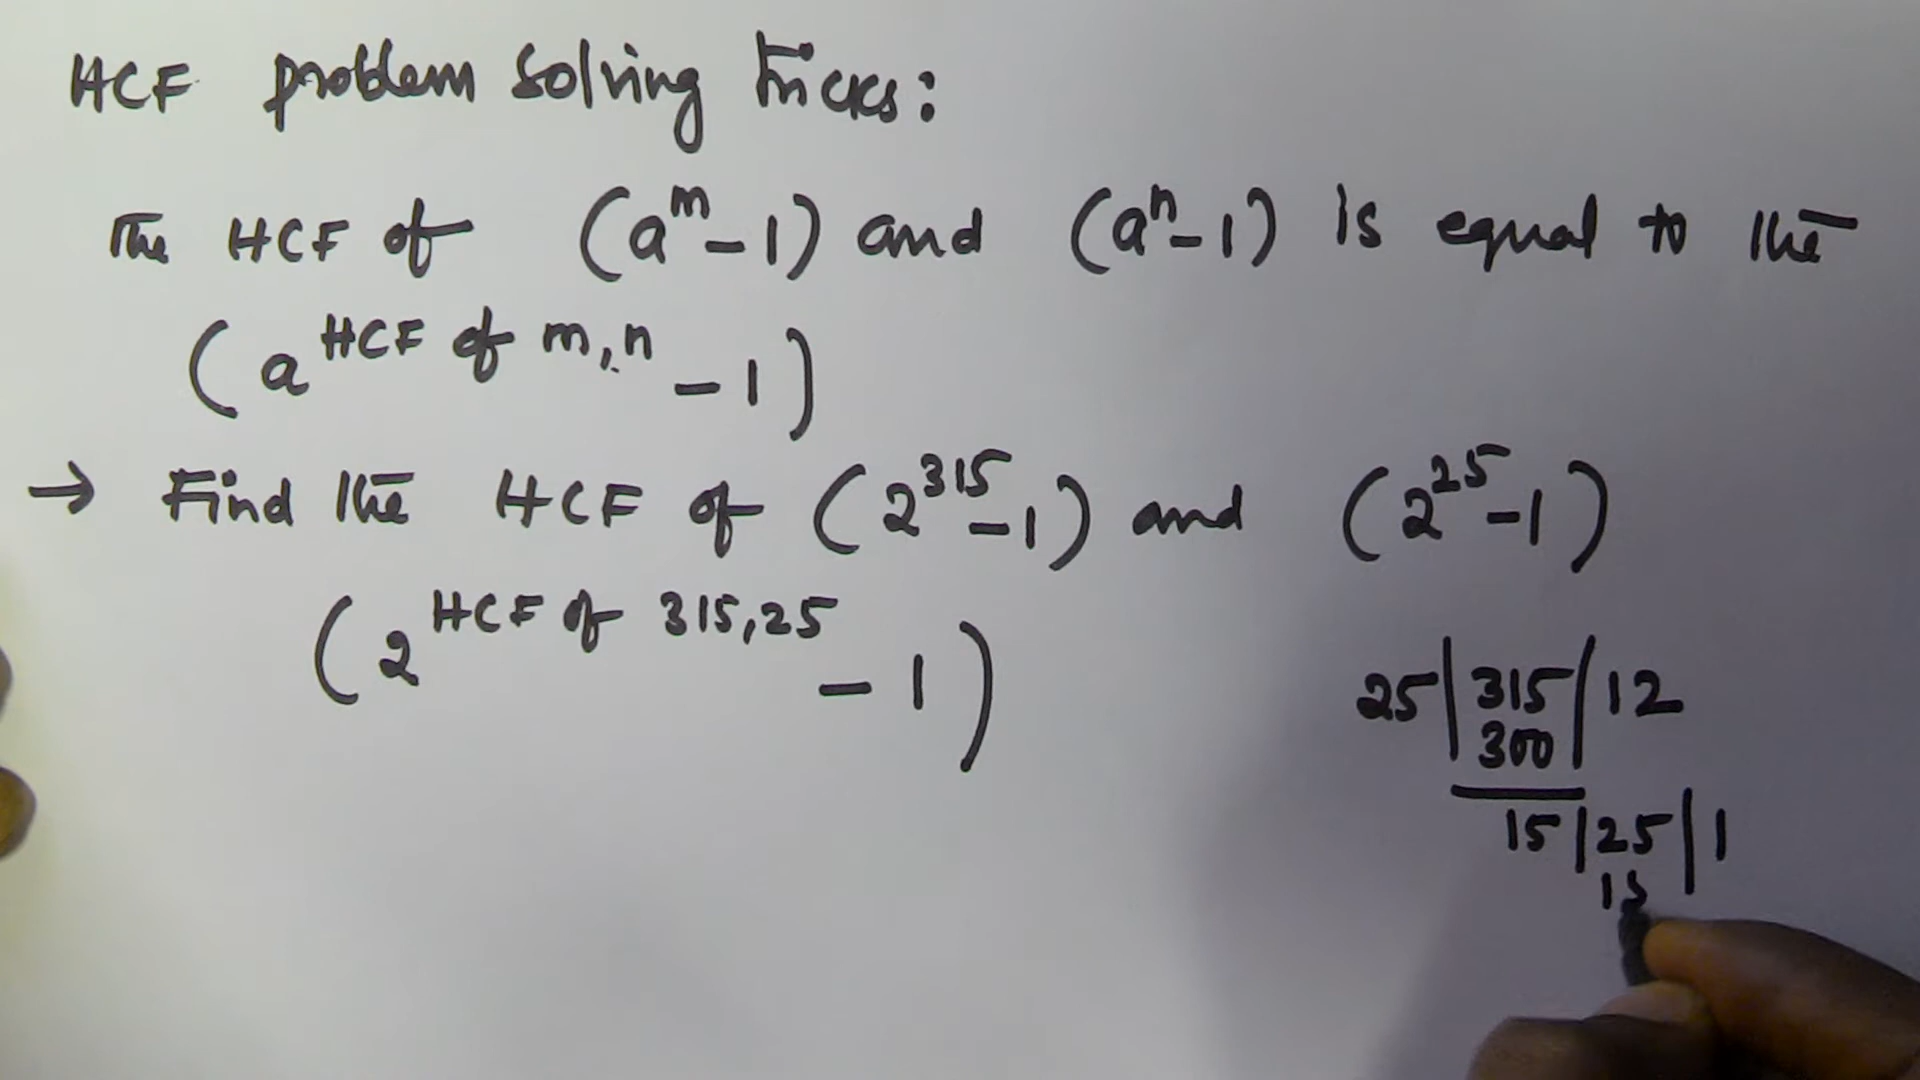 HCF problem solving tricks:
The HCF of (a^m - 1) and (a^n - 1) is equal to the
(a^HCF of m,n - 1)
→ Find the HCF of (2^315 - 1) and (2^25 - 1)
(2^HCF of 315,25 - 1)
25|315|12
300
15|25|1
15